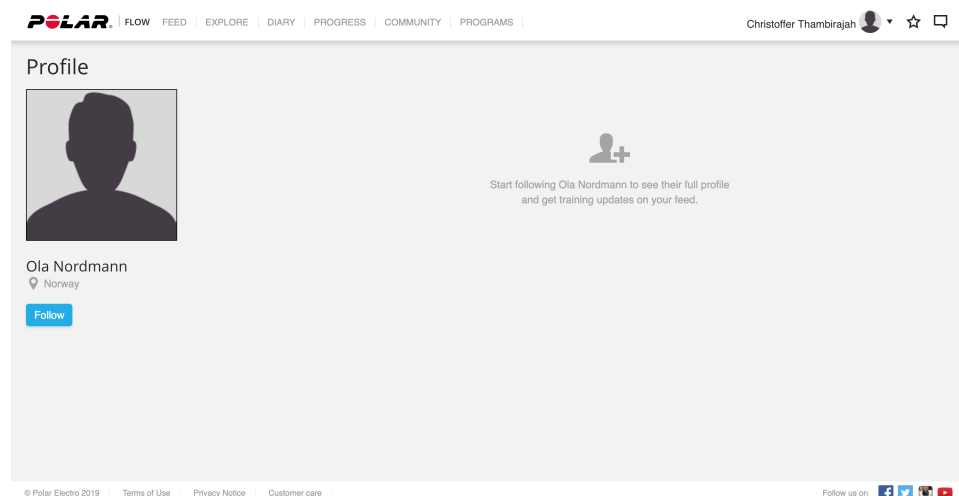 POLAR. FLOW FEED EXPLORE DIARY PROGRESS COMMUNITY PROGRAMS Christoffer Thambirajah
Profile
Start following Ola Nordmann to see their full profile
and get training updates on your feed.
Ola Nordmann
Norway
Follow
© Polar Electro 2019 Terms of Use Privacy Notice Customer care Follow us on